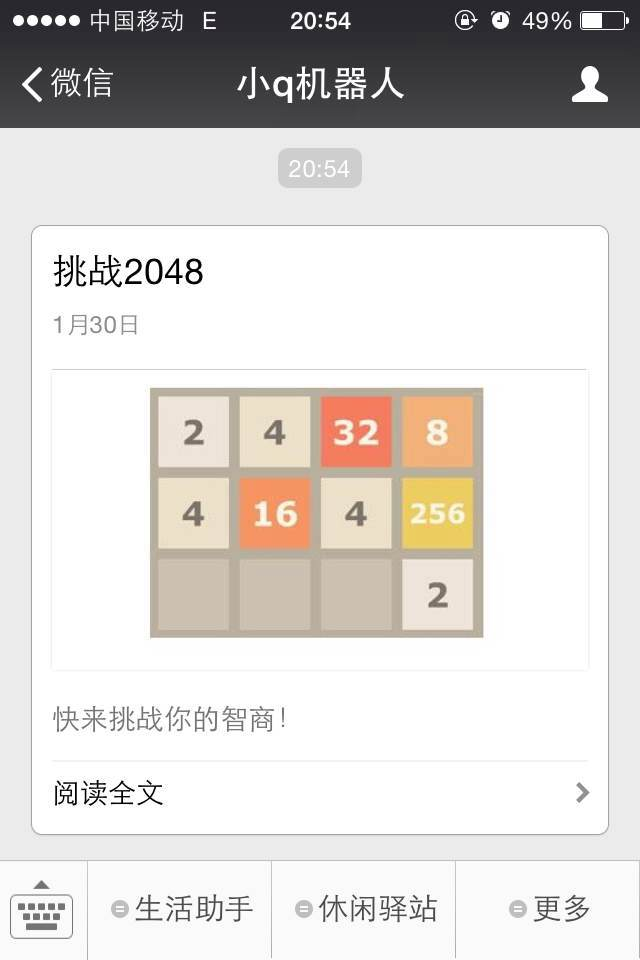 中国移动 E 20:54 49%
微信 小q机器人
20:54
挑战2048
1月30日
2 4 32 8
4 16 4 256
2
快来挑战你的智商！
阅读全文
生活助手 休闲驿站 更多